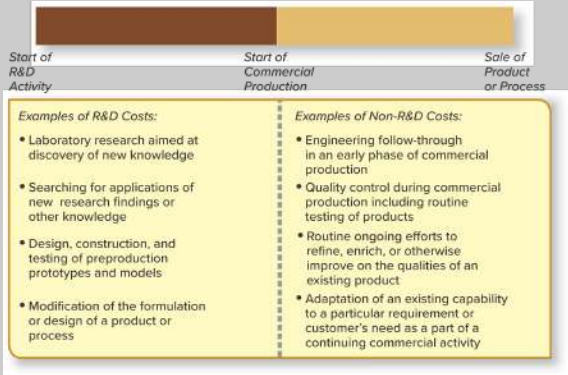 Start of
R&D
Activity
Start of
Commercial
Production
Sale of
Product
or Process
Examples of R&D Costs:
• Laboratory research aimed at
discovery of new knowledge
• Searching for applications of
new research findings or
other knowledge
• Design, construction, and
testing of preproduction
prototypes and models
• Modification of the formulation
or design of a product or
process
Examples of Non-R&D Costs:
• Engineering follow-through
in an early phase of commercial
production
• Quality control during commercial
production including routine
testing of products
• Routine ongoing efforts to
refine, enrich, or otherwise
improve on the qualities of an
existing product
• Adaptation of an existing capability
to a particular requirement or
customer's need as a part of a
continuing commercial activity